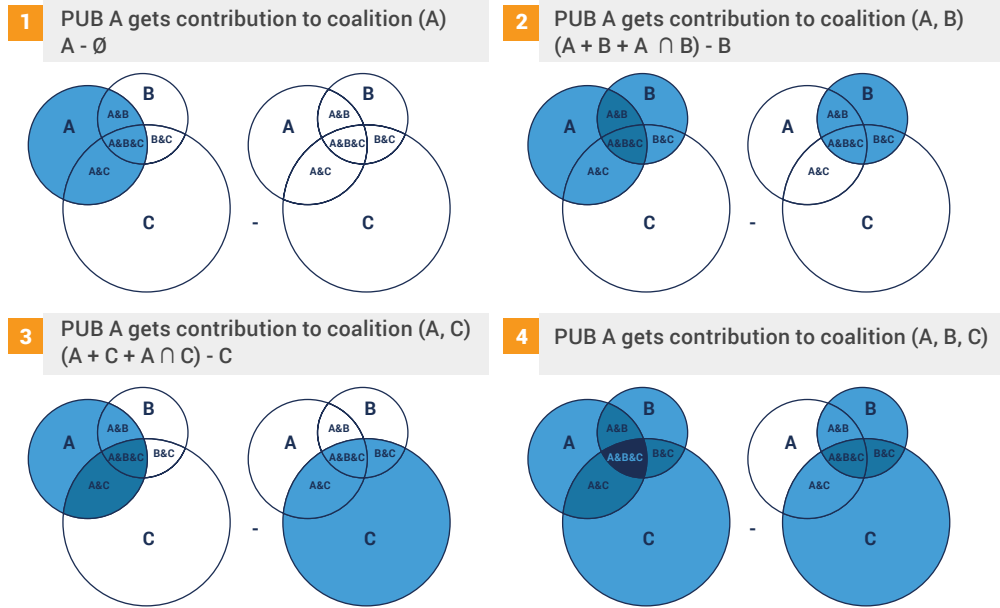 1
PUB A gets contribution to coalition (A)
A - Ø
B
A
A&B
B&C
A&B&C
A&C
C
-
B
A
A&B
B&C
A&B&C
A&C
C
2
PUB A gets contribution to coalition (A, B)
(A + B + A ∩ B) - B
B
A
A&B
B&C
A&B&C
A&C
C
-
B
A
A&B
B&C
A&B&C
A&C
C
3
PUB A gets contribution to coalition (A, C)
(A + C + A ∩ C) - C
B
A
A&B
B&C
A&B&C
A&C
C
-
B
A
A&B
B&C
A&B&C
A&C
C
4
PUB A gets contribution to coalition (A, B, C)
B
A
A&B
B&C
A&B&C
A&C
C
-
B
A
A&B
B&C
A&B&C
A&C
C